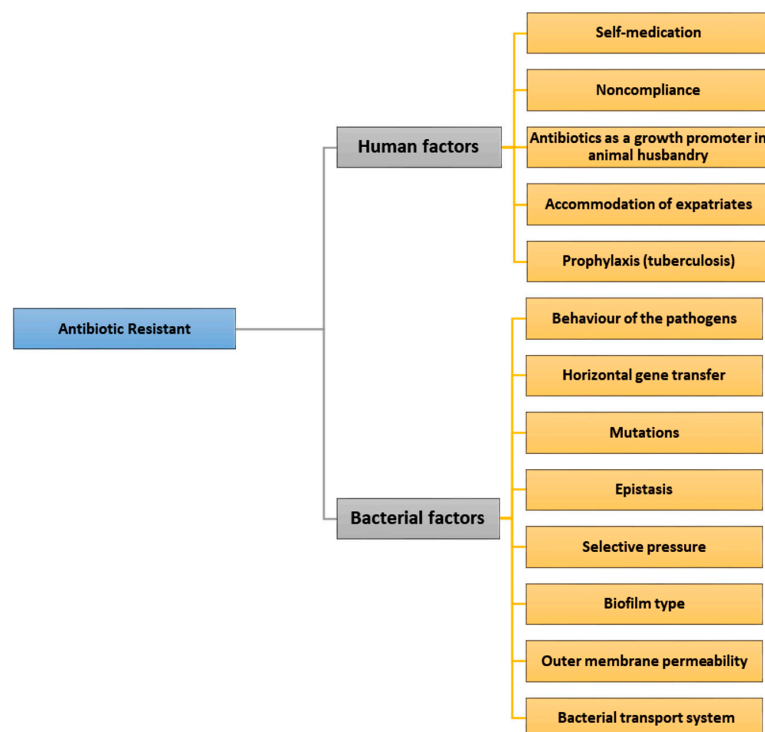 Self-medication
Noncompliance
Human factors
Antibiotics as a growth promoter in
animal husbandry
Accommodation of expatriates
Prophylaxis (tuberculosis)
Antibiotic Resistant
Behaviour of the pathogens
Horizontal gene transfer
Mutations
Epistasis
Bacterial factors
Selective pressure
Biofilm type
Outer membrane permeability
Bacterial transport system